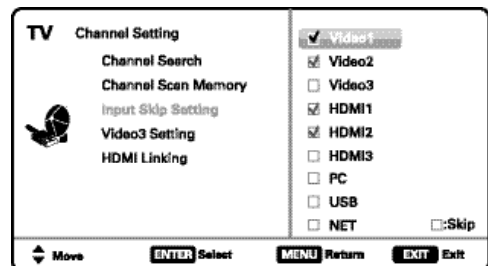 TV Channel Setting
Channel Search
Channel Scan Memory
Input Skip Setting
Video3 Setting
HDMI Linking
Video1
Video2
Video3
HDMI1
HDMI2
HDMI3
PC
USB
NET
:Skip
Move ENTER Select MENU Return EXIT Exit